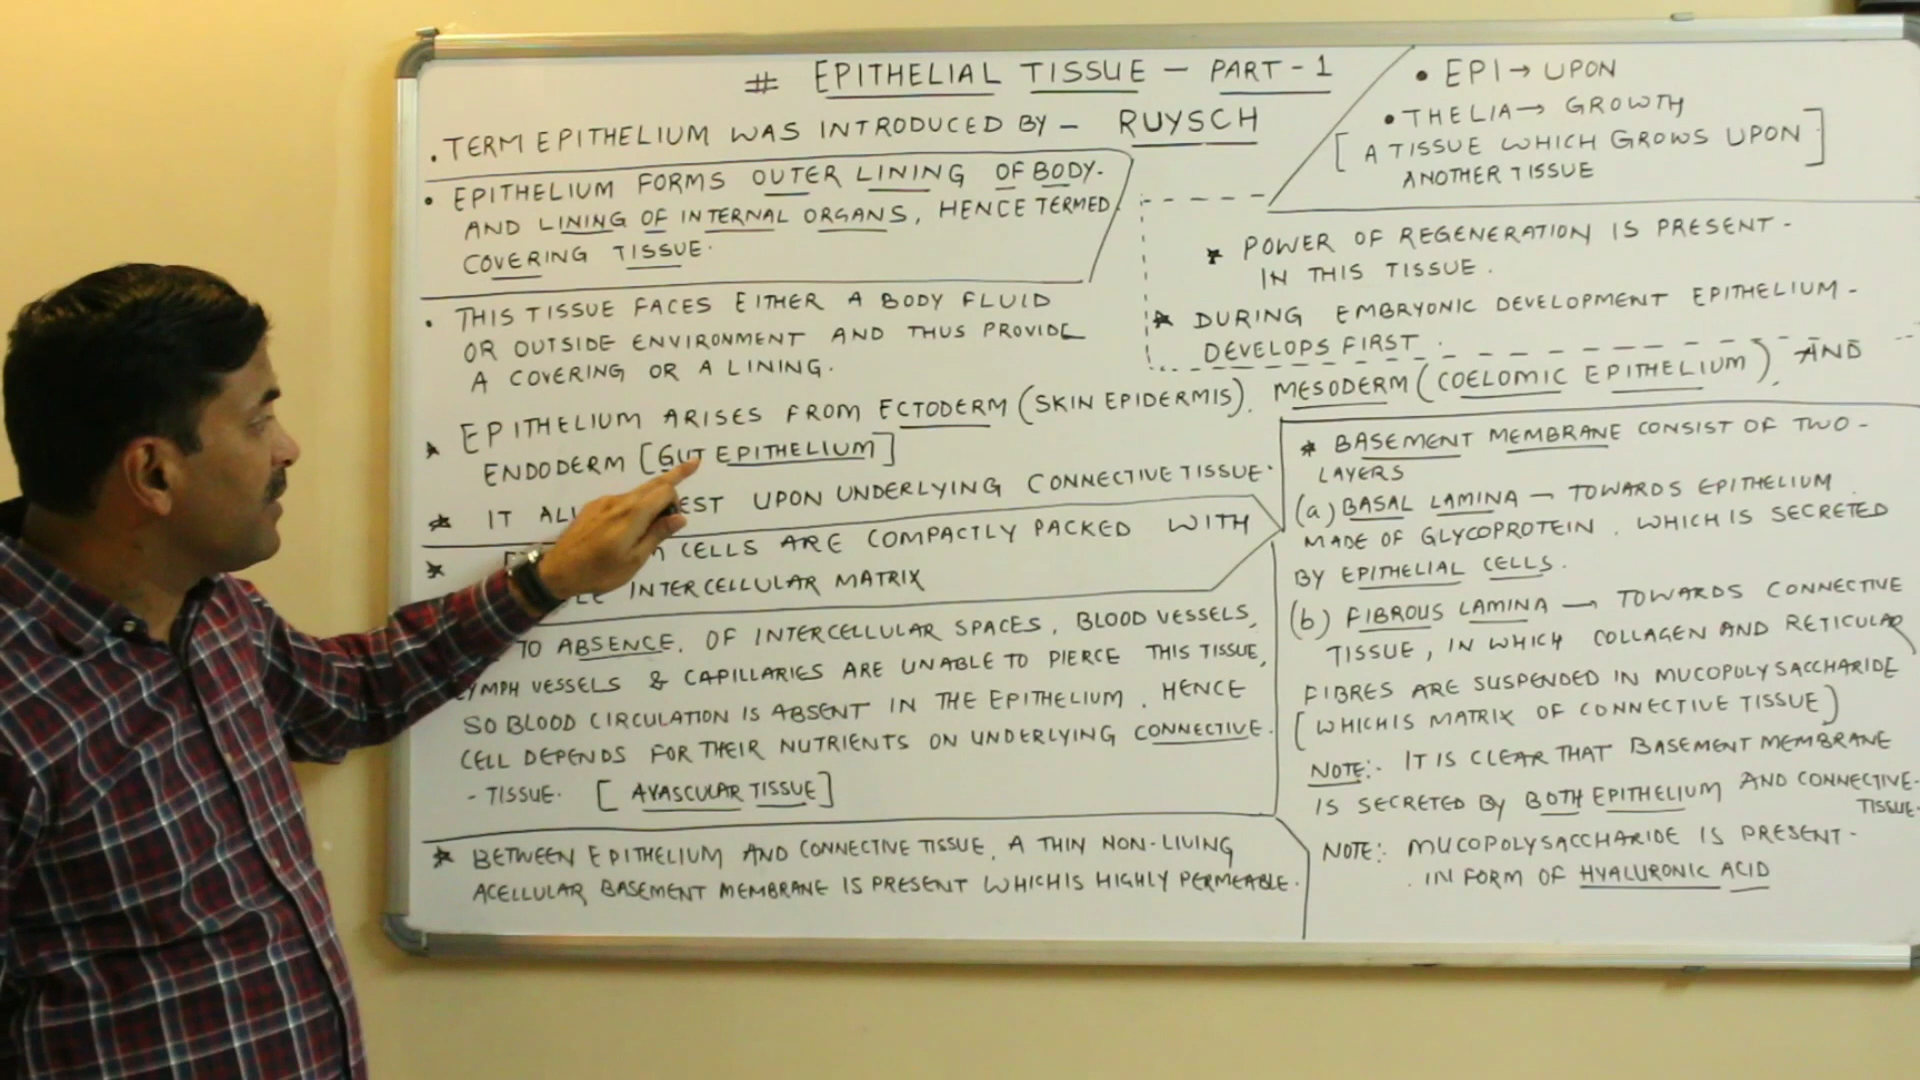 # EPITHELIAL TISSUE - PART - 1
• TERM EPITHELIUM WAS INTRODUCED BY - RUYSCH
• EPITHELIUM FORMS OUTER LINING OF BODY.
AND LINING OF INTERNAL ORGANS, HENCE TERMED
COVERING TISSUE.
• THIS TISSUE FACES EITHER A BODY FLUID
OR OUTSIDE ENVIRONMENT AND THUS PROVIDE
A COVERING OR A LINING.
• EPI → UPON
• THELIA → GROWTH
[A TISSUE WHICH GROWS UPON]
ANOTHER TISSUE
* POWER OF REGENERATION IS PRESENT -
IN THIS TISSUE.
* DURING EMBRYONIC DEVELOPMENT EPITHELIUM -
DEVELOPS FIRST.
* EPITHELIUM ARISES FROM ECTODERM (SKIN EPIDERMIS), MESODERM (COELOMIC EPITHELIUM), AND
ENDODERM [GUT EPITHELIUM]
* IT UPON UNDERLYING CONNECTIVE TISSUE.
* CELLS ARE COMPACTLY PACKED WITH
INTERCELLULAR MATRIX
TO ABSENCE, OF INTERCELLULAR SPACES, BLOOD VESSELS,
LYMPH VESSELS & CAPILLARIES ARE UNABLE TO PIERCE THIS TISSUE,
SO BLOOD CIRCULATION IS ABSENT IN THE EPITHELIUM. HENCE
CELL DEPENDS FOR THEIR NUTRIENTS ON UNDERLYING CONNECTIVE.
- TISSUE. [AVASCULAR TISSUE]
* BETWEEN EPITHELIUM AND CONNECTIVE TISSUE, A THIN NON-LIVING
ACELLULAR BASEMENT MEMBRANE IS PRESENT WHICH IS HIGHLY PERMEABLE.
* BASEMENT MEMBRANE CONSIST OF TWO -
LAYERS
(a) BASAL LAMINA - TOWARDS EPITHELIUM.
MADE OF GLYCOPROTEIN, WHICH IS SECRETED
BY EPITHELIAL CELLS.
(b) FIBROUS LAMINA - TOWARDS CONNECTIVE
TISSUE, IN WHICH COLLAGEN AND RETICULAR
FIBRES ARE SUSPENDED IN MUCOPOLYSACCHARIDE
[WHICH IS MATRIX OF CONNECTIVE TISSUE]
NOTE:- IT IS CLEAR THAT BASEMENT MEMBRANE
IS SECRETED BY BOTH EPITHELIUM AND CONNECTIVE-
TISSUE.
NOTE:- MUCOPOLYSACCHARIDE IS PRESENT -
IN FORM OF HYALURONIC ACID